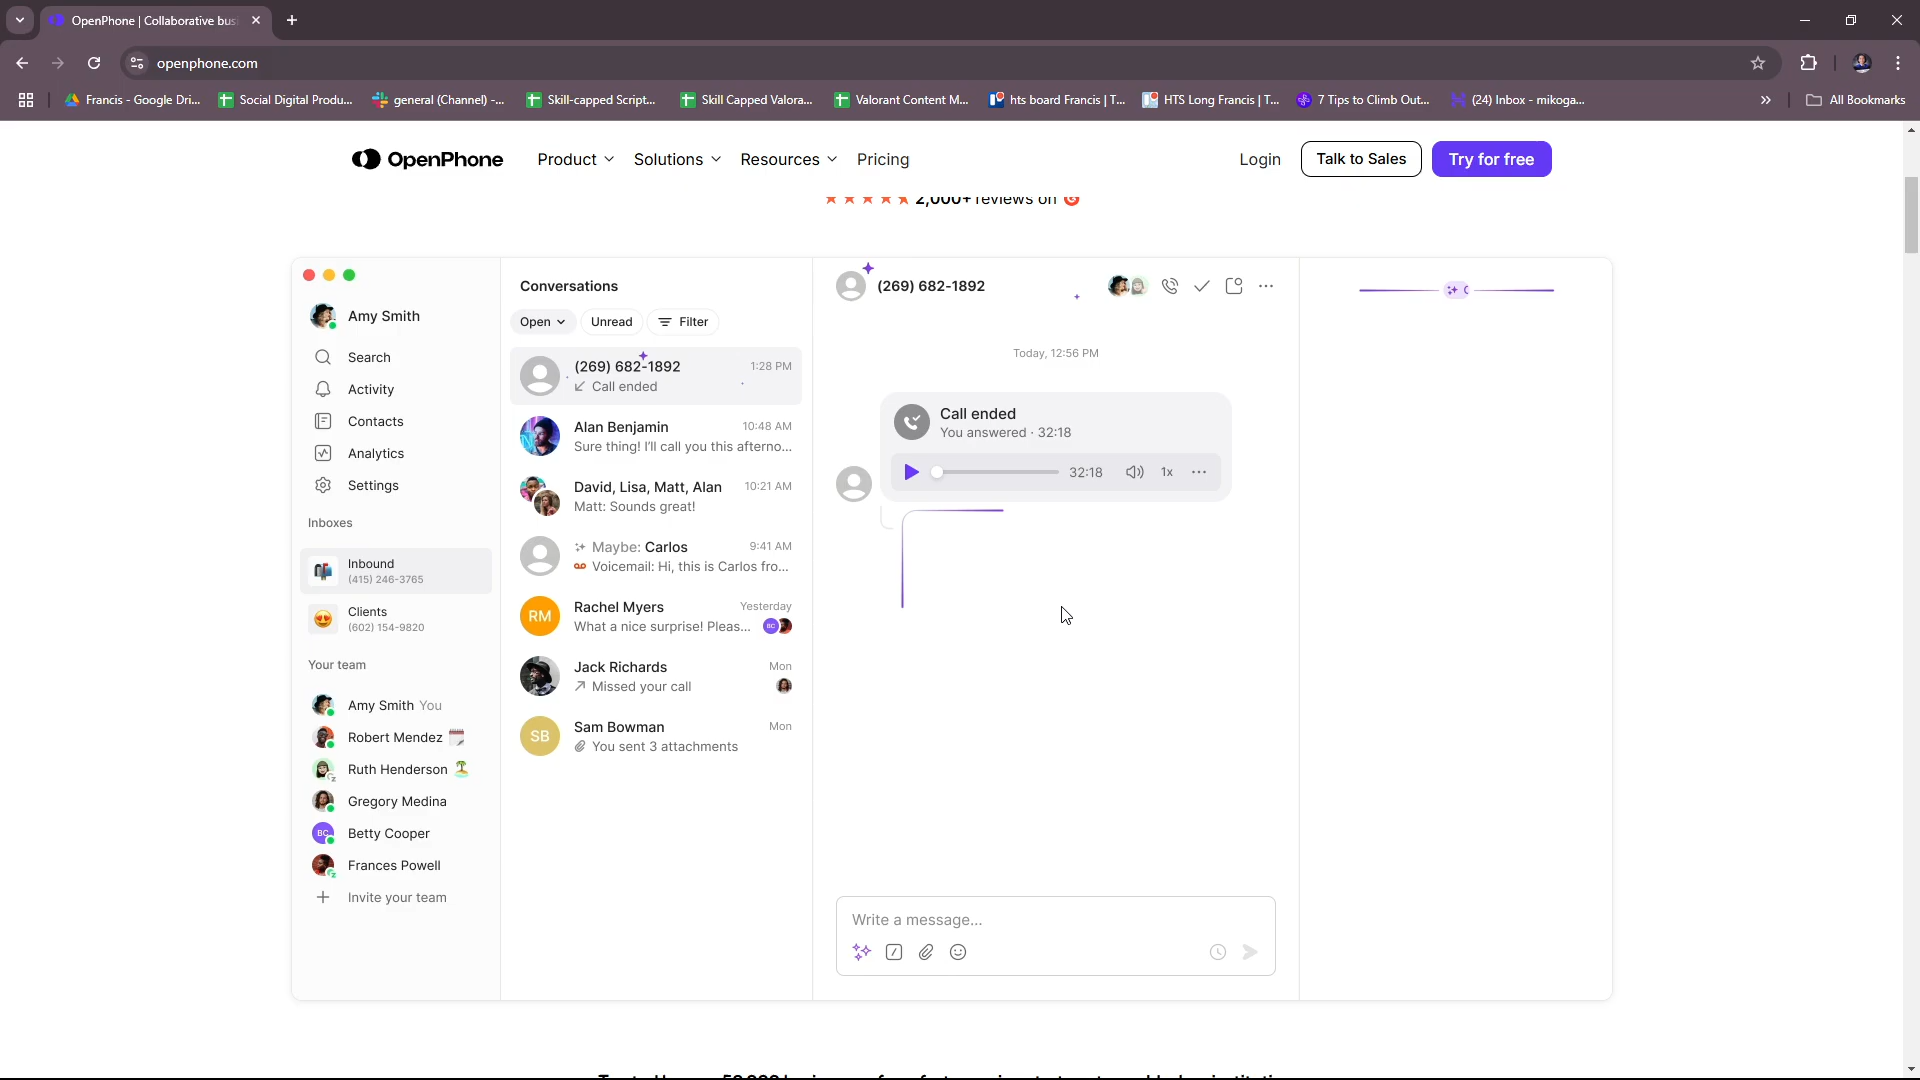 OpenPhone | Collaborative busi
openphone.com
Francis - Google Dri...
Social Digital Produ...
general (Channel) -...
Skill-capped Script...
Skill Capped Valora...
Valorant Content M...
hts board Francis | T...
HTS Long Francis | T...
7 Tips to Climb Out...
(24) Inbox - mikoga...
All Bookmarks
OpenPhone
Product
Solutions
Resources
Pricing
Login
Talk to Sales
Try for free
2,000+ reviews on G
Amy Smith
Search
Activity
Contacts
Analytics
Settings
Inboxes
Inbound
(415) 246-3765
Clients
(602) 154-9820
Your team
Amy Smith You
Robert Mendez
Ruth Henderson
Gregory Medina
BC Betty Cooper
Frances Powell
Invite your team
Conversations
Open
Unread
Filter
(269) 682-1892 1:28 PM
Call ended
Alan Benjamin 10:48 AM
Sure thing! I'll call you this afterno...
David, Lisa, Matt, Alan 10:21 AM
Matt: Sounds great!
Maybe: Carlos 9:41 AM
Voicemail: Hi, this is Carlos fro...
RM
Rachel Myers Yesterday
What a nice surprise! Pleas... BC
Jack Richards Mon
Missed your call
SB
Sam Bowman Mon
You sent 3 attachments
(269) 682-1892
Today, 12:56 PM
Call ended
You answered · 32:18
32:18
1x
Write a message...